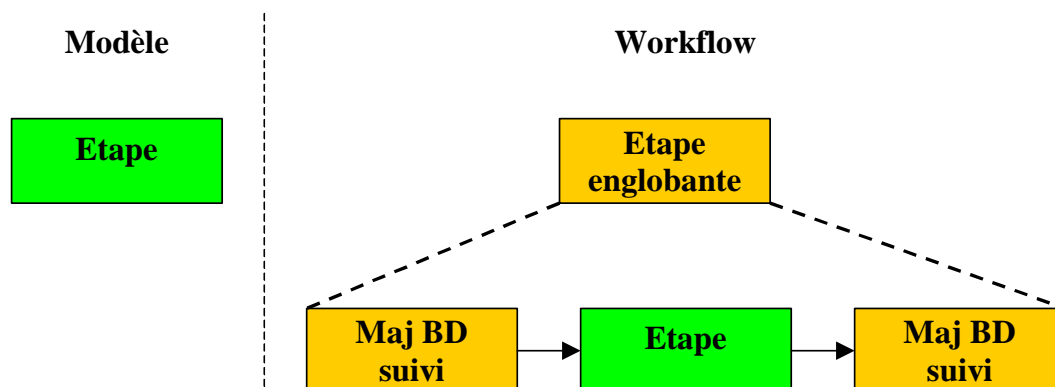 Modèle
Workflow
Etape
Etape
englobante
Maj BD
suivi
Etape
Maj BD
suivi